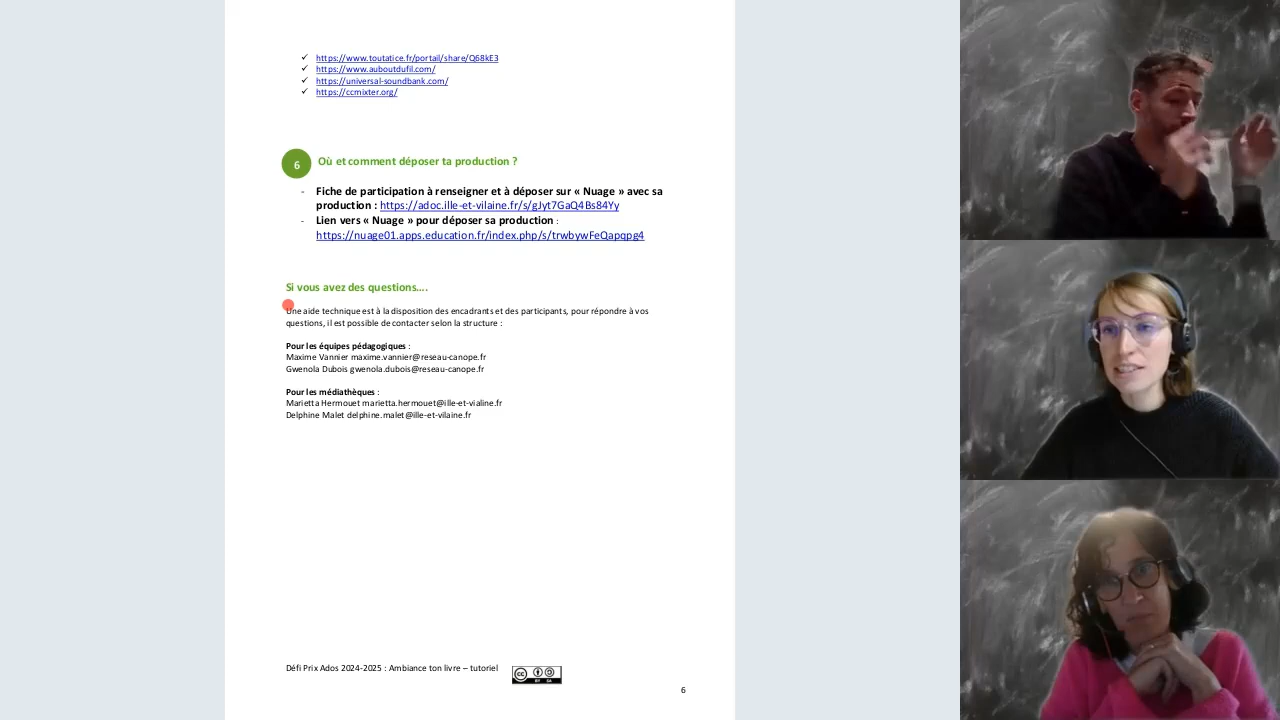 ✓ https://www.toutatice.fr/portail/share/Q68kE3
✓ https://www.auboutdufil.com/
✓ https://universal-soundbank.com/
✓ https://ccmixter.org/
6 Où et comment déposer ta production ?
- Fiche de participation à renseigner et à déposer sur « Nuage » avec sa
production : https://adoc.ille-et-vilaine.fr/s/gJyt7GaQ4Bs84Yy
- Lien vers « Nuage » pour déposer sa production :
https://nuage01.apps.education.fr/index.php/s/trwbywFeQapqpg4
Si vous avez des questions....
Une aide technique est à la disposition des encadrants et des participants, pour répondre à vos
questions, il est possible de contacter selon la structure :
Pour les équipes pédagogiques :
Maxime Vannier maxime.vannier@reseau-canope.fr
Gwenola Dubois gwenola.dubois@reseau-canope.fr
Pour les médiathèques :
Marietta Hermouet marietta.hermouet@ille-et-vialine.fr
Delphine Malet delphine.malet@ille-et-vilaine.fr
Défi Prix Ados 2024-2025 : Ambiance ton livre – tutoriel
cc BY SA
6